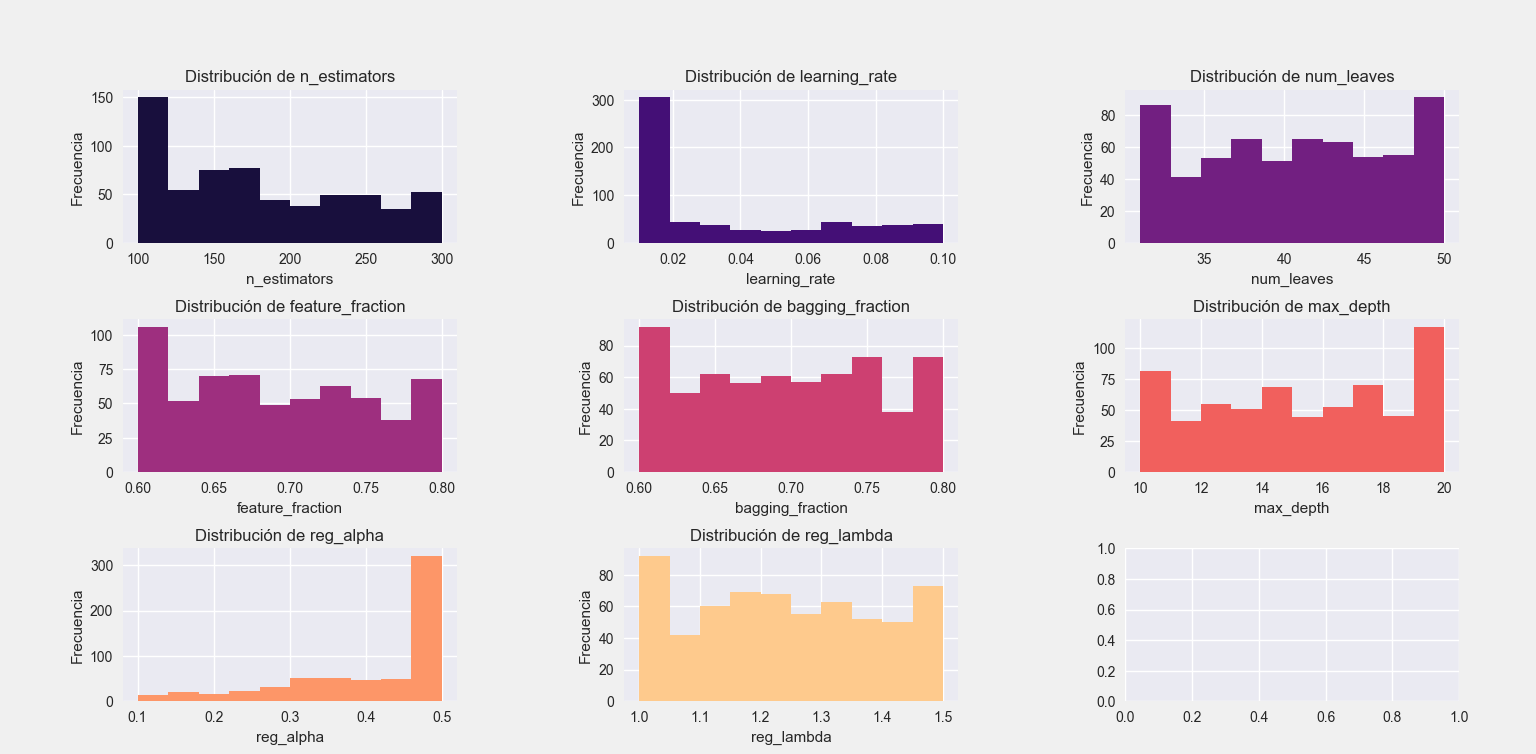 Distribución de n_estimators
Frecuencia
150
100
50
0
100 150 200 250 300
n_estimators
Distribución de learning_rate
Frecuencia
300
200
100
0
0.02 0.04 0.06 0.08 0.10
learning_rate
Distribución de num_leaves
Frecuencia
80
60
40
20
0
35 40 45 50
num_leaves
Distribución de feature_fraction
Frecuencia
100
75
50
25
0
0.60 0.65 0.70 0.75 0.80
feature_fraction
Distribución de bagging_fraction
Frecuencia
80
60
40
20
0
0.60 0.65 0.70 0.75 0.80
bagging_fraction
Distribución de max_depth
Frecuencia
100
75
50
25
0
10 12 14 16 18 20
max_depth
Distribución de reg_alpha
Frecuencia
300
200
100
0
0.1 0.2 0.3 0.4 0.5
reg_alpha
Distribución de reg_lambda
Frecuencia
80
60
40
20
0
1.0 1.1 1.2 1.3 1.4 1.5
reg_lambda
1.0
0.8
0.6
0.4
0.2
0.0
0.0 0.2 0.4 0.6 0.8 1.0